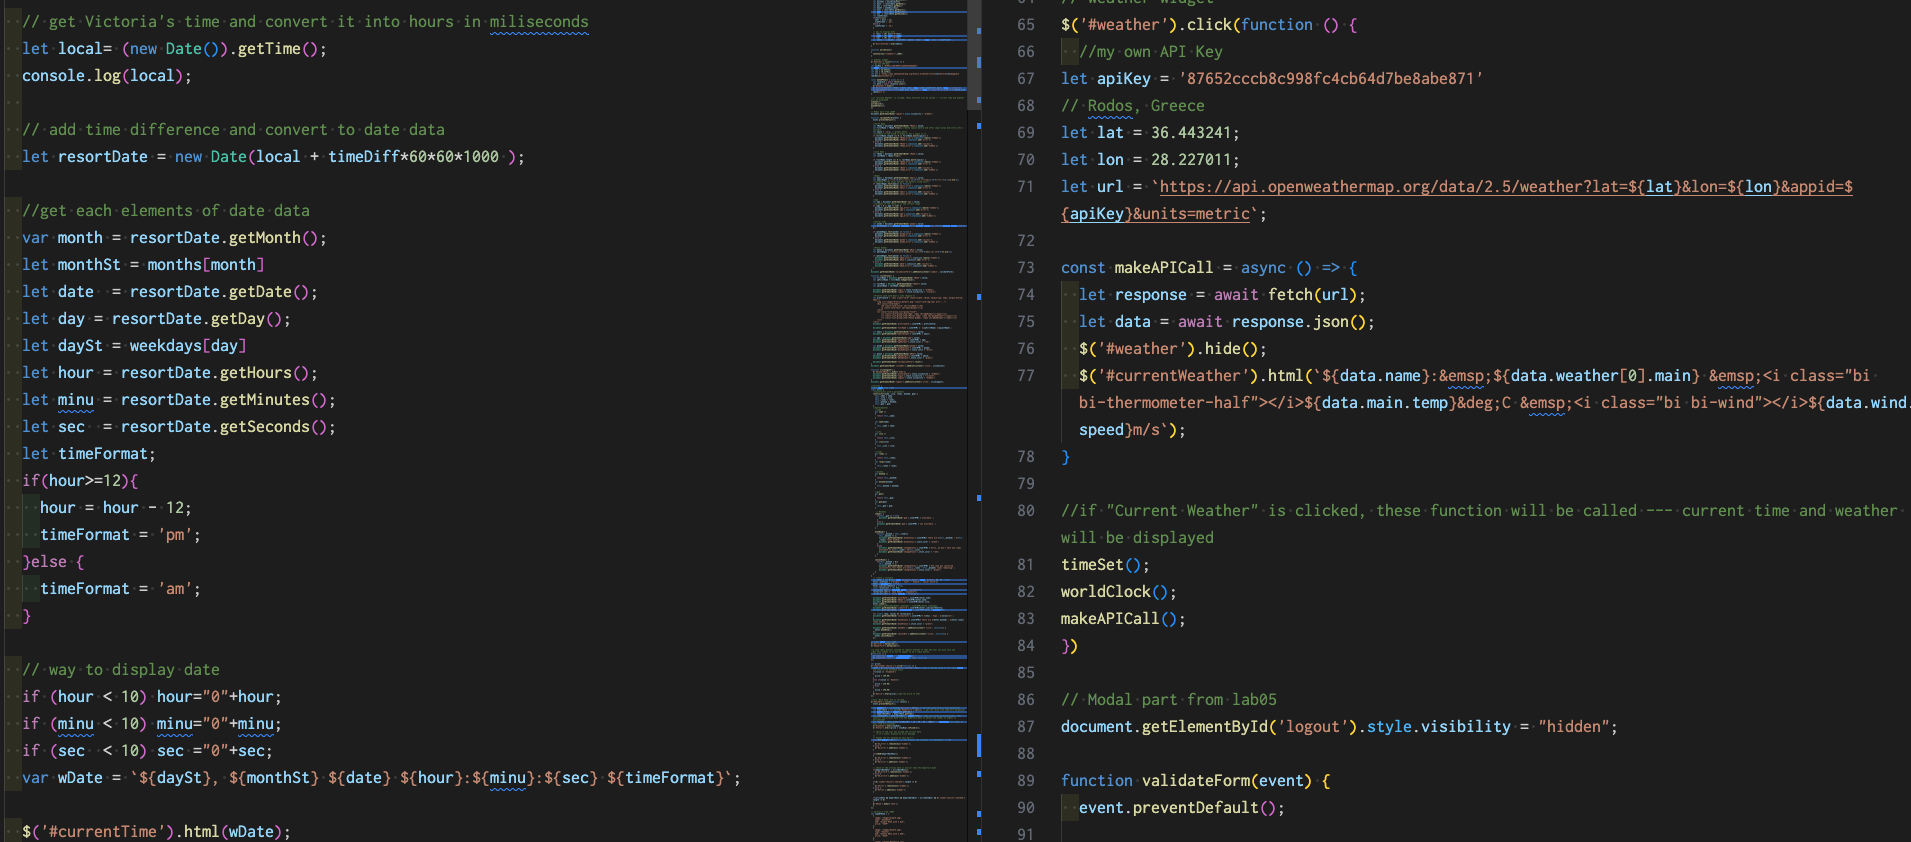 // get Victoria's time and convert it into hours in miliseconds
let local= (new Date()).getTime();
console.log(local);
// add time difference and convert to date data
let resortDate = new Date(local + timeDiff*60*60*1000 );
//get each elements of date data
var month = resortDate.getMonth();
let monthSt = months[month]
let date  = resortDate.getDate();
let day = resortDate.getDay();
let daySt = weekdays[day]
let hour = resortDate.getHours();
let minu = resortDate.getMinutes();
let sec  = resortDate.getSeconds();
let timeFormat;
if(hour>=12){
hour = hour - 12;
timeFormat = 'pm';
}else {
timeFormat = 'am';
}
// way to display date
if (hour < 10) hour="0"+hour;
if (minu < 10) minu="0"+minu;
if (sec  < 10) sec ="0"+sec;
var wDate = `${daySt}, ${monthSt} ${date} ${hour}:${minu}:${sec} ${timeFormat}`;
$('#currentTime').html(wDate);
65 $('#weather').click(function () {
66 //my own API Key
67 let apiKey = '87652cccb8c998fc4cb64d7be8abe871'
68 // Rodos, Greece
69 let lat = 36.443241;
70 let lon = 28.227011;
71 let url = `https://api.openweathermap.org/data/2.5/weather?lat=${lat}&lon=${lon}&appid=$
{apiKey}&units=metric`;
72
73 const makeAPICall = async () => {
74 let response = await fetch(url);
75 let data = await response.json();
76 $('#weather').hide();
77 $('#currentWeather').html(`${data.name}:&emsp;${data.weather[0].main} &emsp;<i class="bi
bi-thermometer-half"></i>${data.main.temp}&deg;C &emsp;<i class="bi bi-wind"></i>${data.wind.
speed}m/s`);
78 }
79
80 //if "Current Weather" is clicked, these function will be called --- current time and weather
will be displayed
81 timeSet();
82 worldClock();
83 makeAPICall();
84 })
85
86 // Modal part from lab05
87 document.getElementById('logout').style.visibility = "hidden";
88
89 function validateForm(event) {
90 event.preventDefault();
91